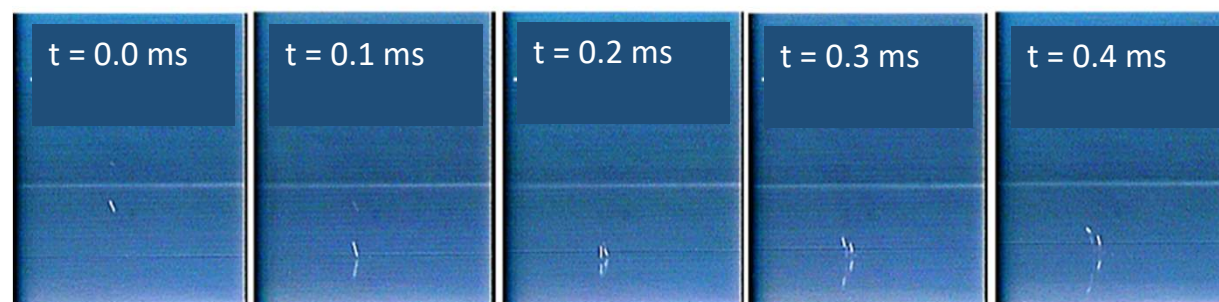 t = 0.0 ms
t = 0.1 ms
t = 0.2 ms
t = 0.3 ms
t = 0.4 ms